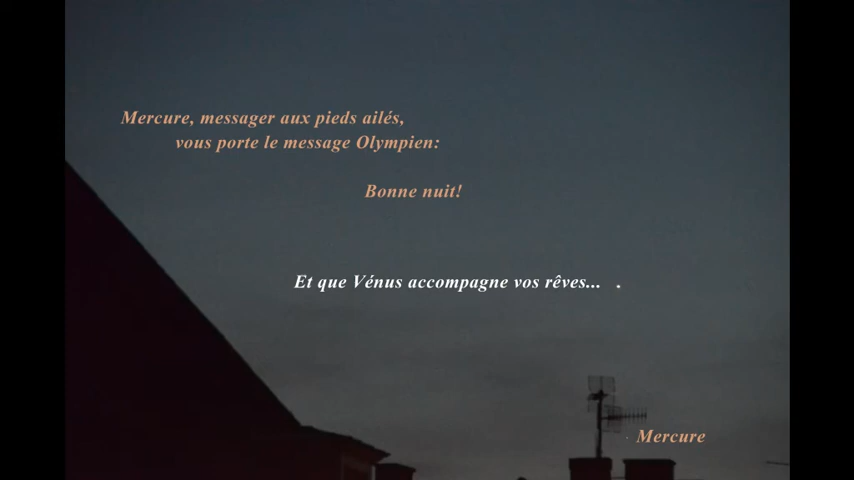 Mercure, messager aux pieds ailés,
vous porte le message Olympien:
Bonne nuit!
Et que Vénus accompagne vos rêves... .
Mercure